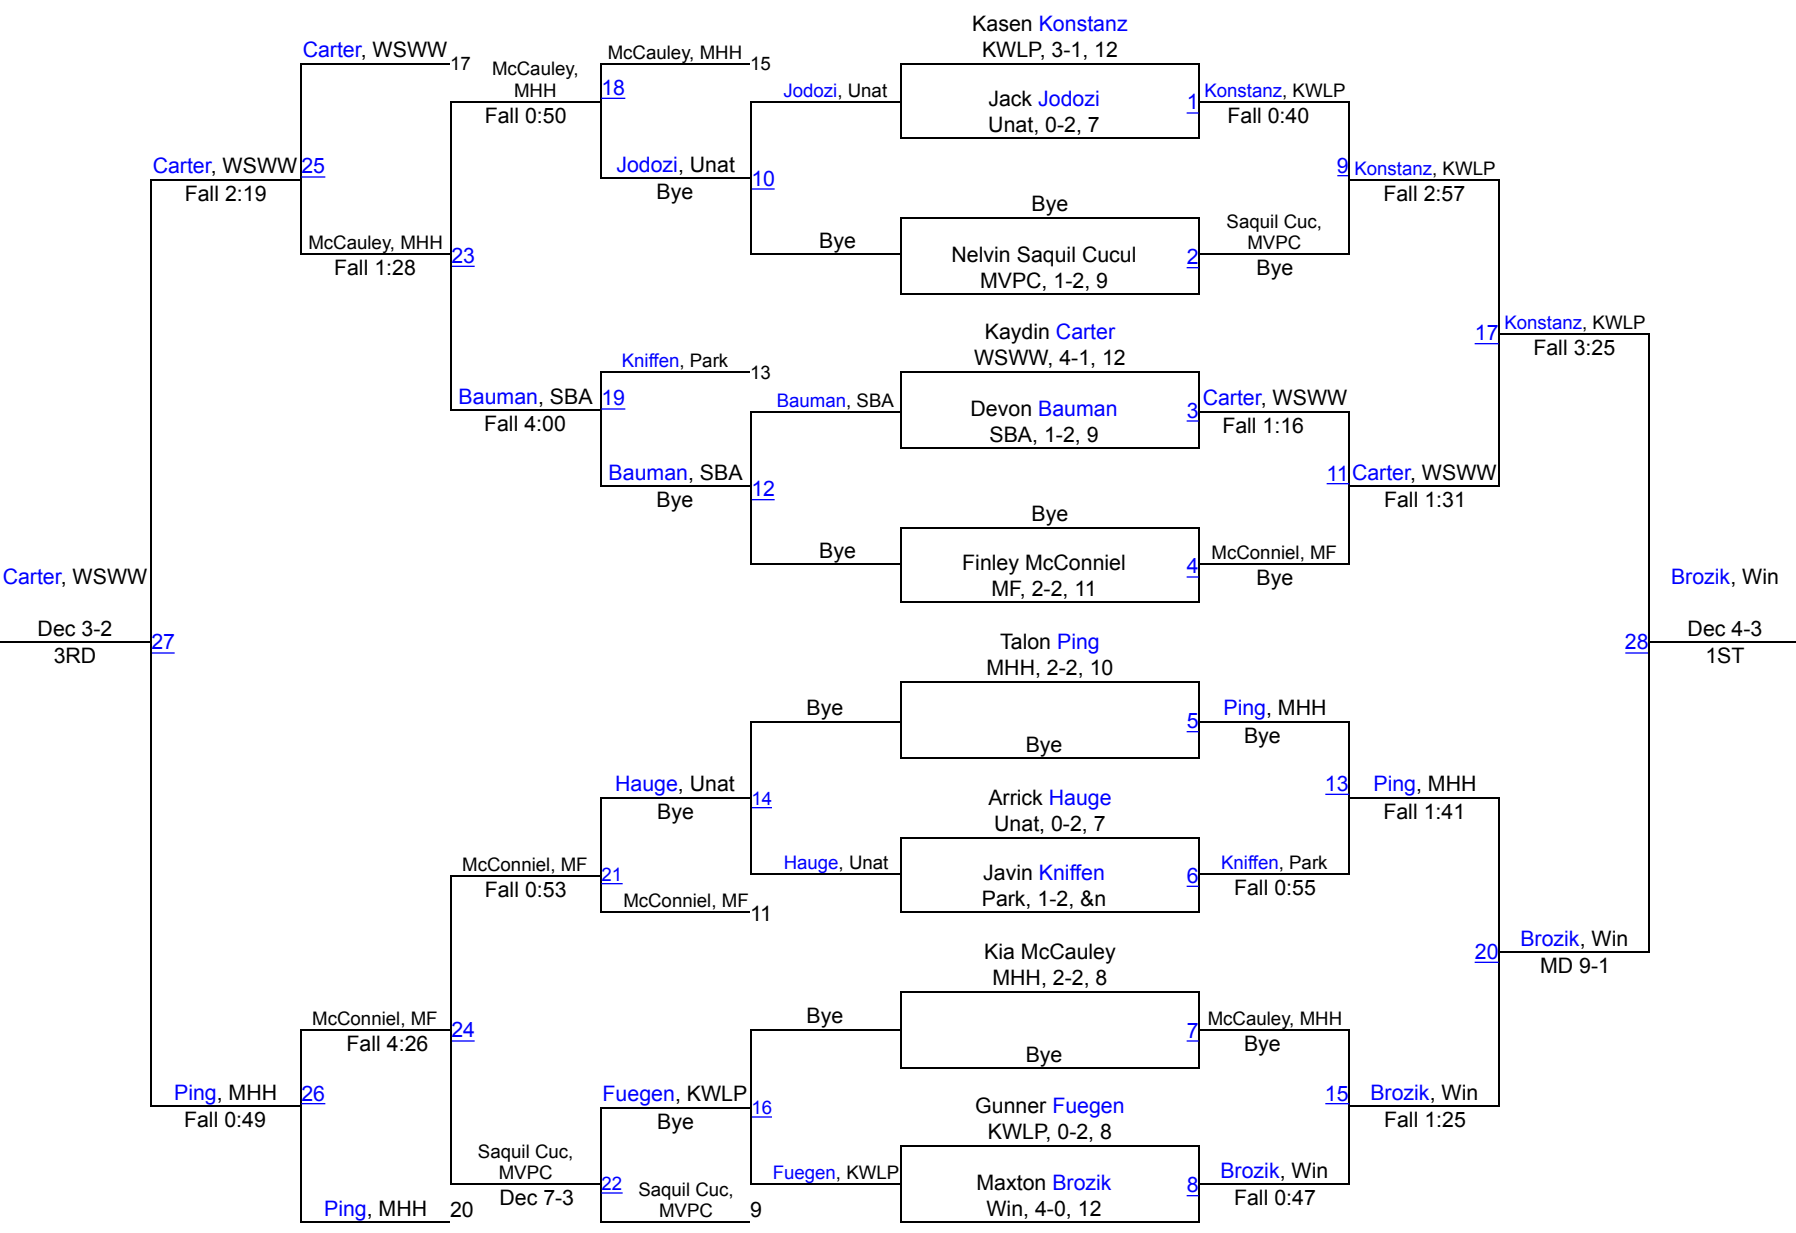 Kasen Konstanz
KWLP, 3-1, 12
Carter, WSWW
17
McCauley, MHH
15
McCauley,
MHH
18
Fall 0:50
Jodozi, Unat
Jack Jodozi
Unat, 0-2, 7
1
Konstanz, KWLP
Fall 0:40
Carter, WSWW
25
Fall 2:19
Jodozi, Unat
10
Bye
9
Konstanz, KWLP
Fall 2:57
Bye
McCauley, MHH
23
Fall 1:28
Bye
Nelvin Saquil Cucul
MVPC, 1-2, 9
2
Saquil Cuc,
MVPC
Bye
Kaydin Carter
WSWW, 4-1, 12
17
Konstanz, KWLP
Fall 3:25
Kniffen, Park
13
Bauman, SBA
19
Fall 4:00
Bauman, SBA
Devon Bauman
SBA, 1-2, 9
3
Carter, WSWW
Fall 1:16
Bauman, SBA
12
Bye
11
Carter, WSWW
Fall 1:31
Bye
Bye
Finley McConniel
MF, 2-2, 11
4
McConniel, MF
Bye
Carter, WSWW
Dec 3-2
27
3RD
Brozik, Win
28
Dec 4-3
1ST
Talon Ping
MHH, 2-2, 10
Bye
5
Ping, MHH
Bye
Bye
Hauge, Unat
14
Bye
Arrick Hauge
Unat, 0-2, 7
13
Ping, MHH
Fall 1:41
McConniel, MF
21
Fall 0:53
Hauge, Unat
Javin Kniffen
Park, 1-2, &n
6
Kniffen, Park
Fall 0:55
McConniel, MF
11
Kia McCauley
MHH, 2-2, 8
20
Brozik, Win
MD 9-1
McConniel, MF
24
Fall 4:26
Bye
7
McCauley, MHH
Bye
Bye
Ping, MHH
26
Fall 0:49
Fuegen, KWLP
16
Bye
Gunner Fuegen
KWLP, 0-2, 8
15
Brozik, Win
Fall 1:25
Saquil Cuc,
MVPC
22
Dec 7-3
Fuegen, KWLP
Maxton Brozik
Win, 4-0, 12
8
Brozik, Win
Fall 0:47
Ping, MHH
20
Saquil Cuc,
MVPC
9